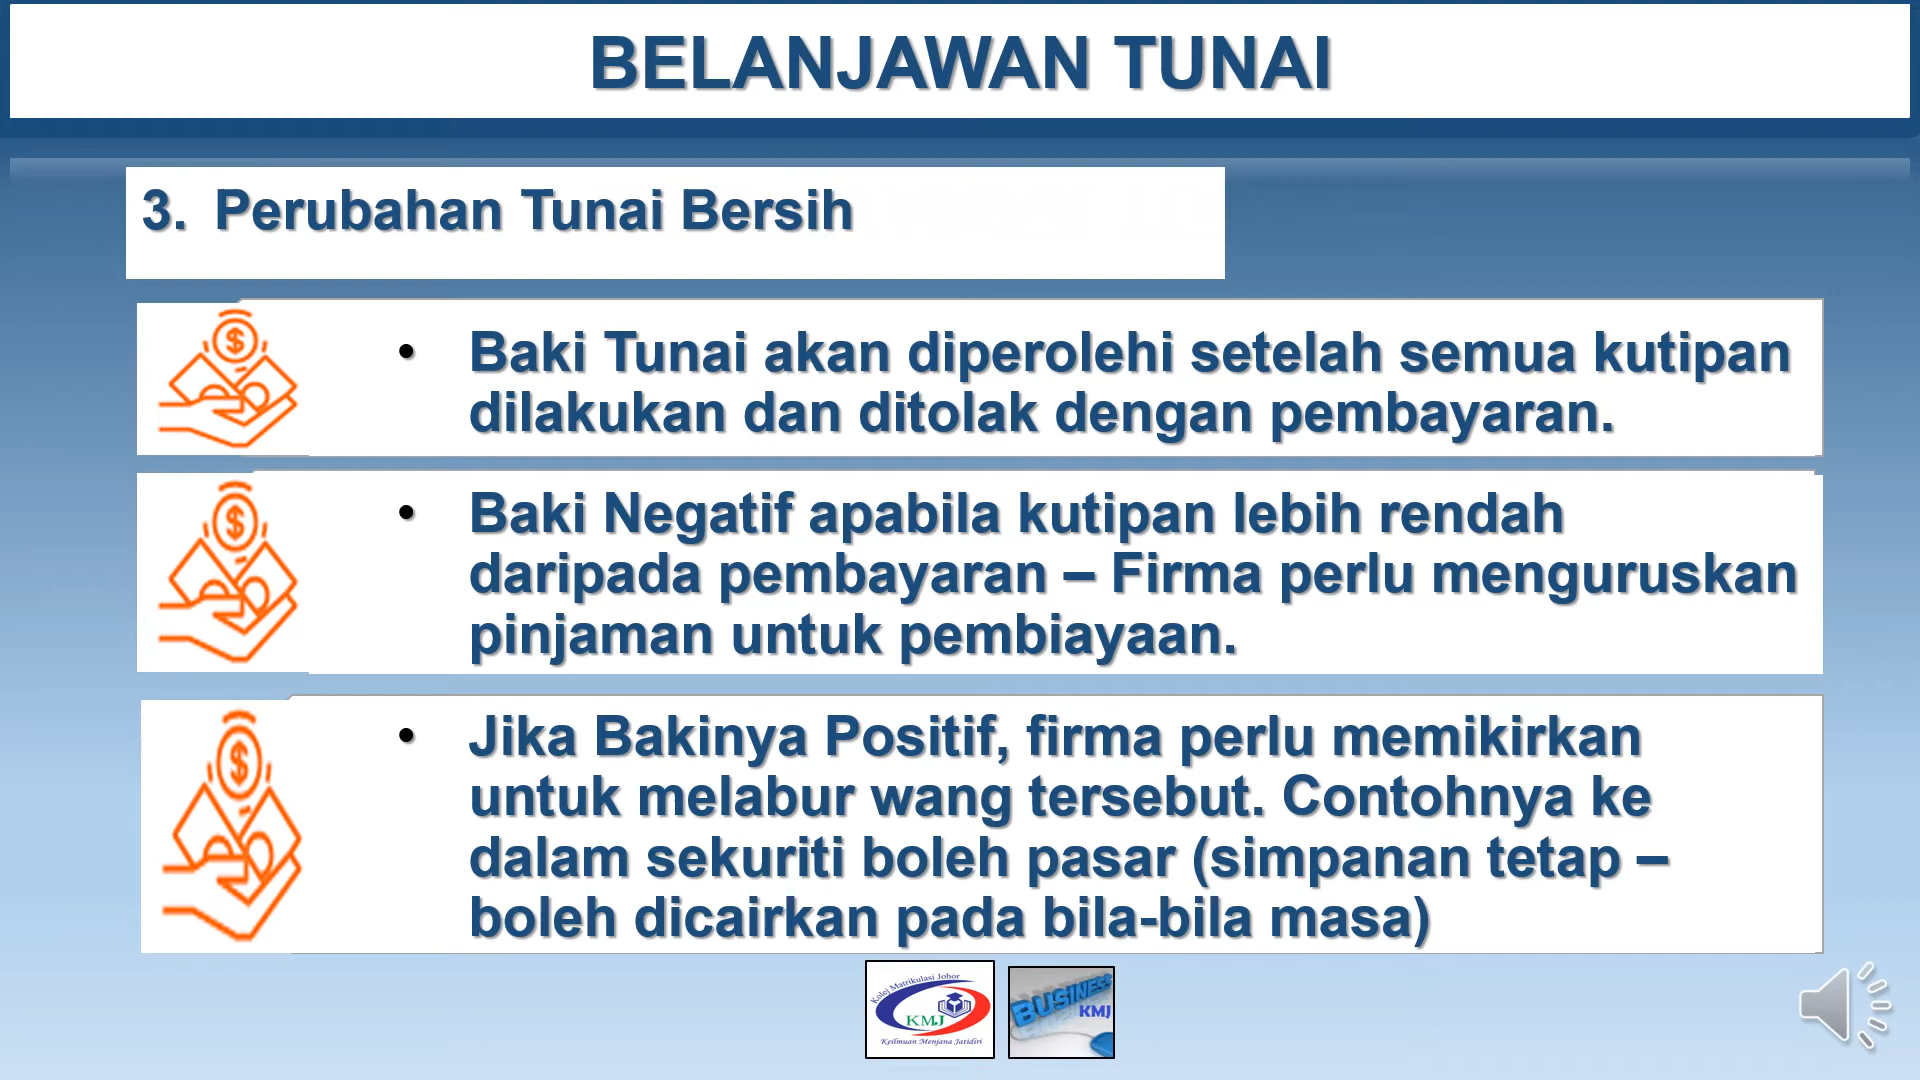 BELANJAWAN TUNAI
3. Perubahan Tunai Bersih
• Baki Tunai akan diperolehi setelah semua kutipan
dilakukan dan ditolak dengan pembayaran.
• Baki Negatif apabila kutipan lebih rendah
daripada pembayaran – Firma perlu menguruskan
pinjaman untuk pembiayaan.
• Jika Bakinya Positif, firma perlu memikirkan
untuk melabur wang tersebut. Contohnya ke
dalam sekuriti boleh pasar (simpanan tetap –
boleh dicairkan pada bila-bila masa)
Kolej Matrikulasi Johor
KMJ
Keilmuan Menjana Jatidiri
BUSINESS
KMJ